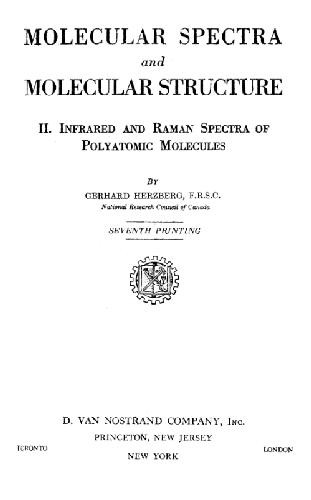 MOLECULAR SPECTRA
and
MOLECULAR STRUCTURE
II. INFRARED AND RAMAN SPECTRA OF
POLYATOMIC MOLECULES
BY
GERHARD HERZBERG, F.R.S.C.
National Research Council of Canada
SEVENTH PRINTING
D. VAN NOSTRAND COMPANY, INC.
PRINCETON, NEW JERSEY
TORONTO
LONDON
NEW YORK